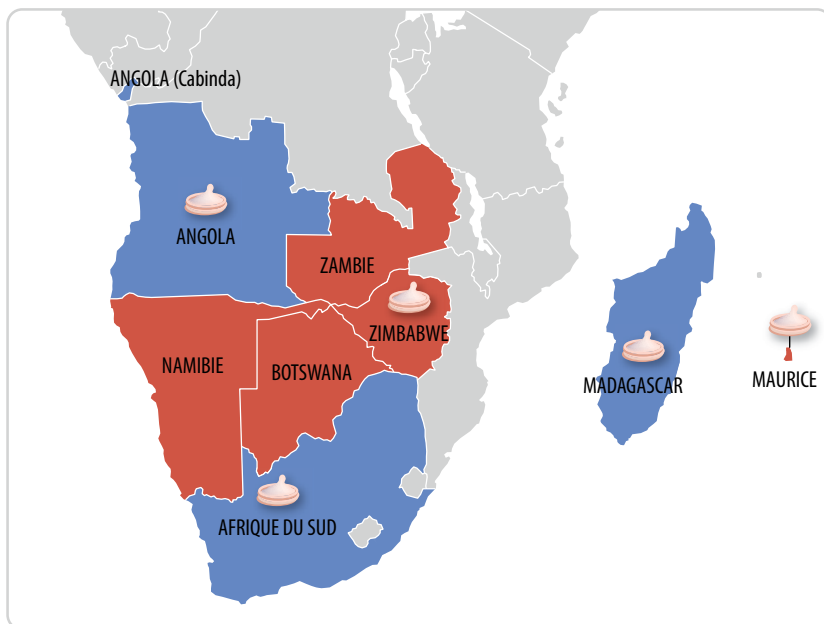 ANGOLA (Cabinda)
ANGOLA
ZAMBIE
ZIMBABWE
NAMIBIE
BOTSWANA
MADAGASCAR
MAURICE
AFRIQUE DU SUD